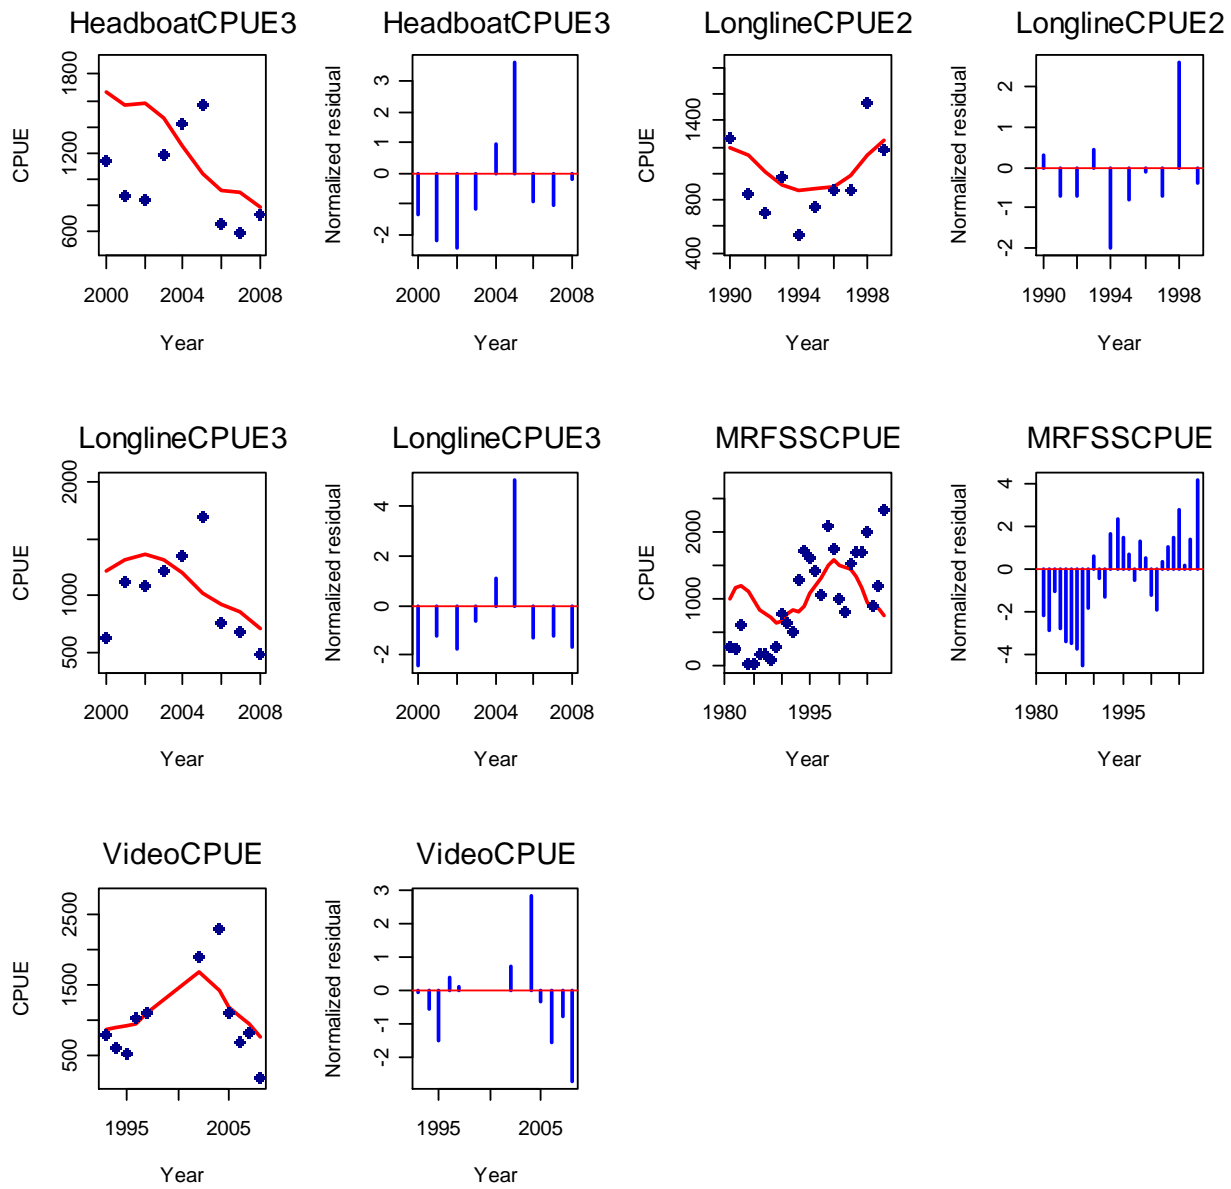 HeadboatCPUE3
CPUE
600
1200
1800
2000
2004
2008
Year
HeadboatCPUE3
Normalized residual
-2
0
1
2
3
2000
2004
2008
Year
LonglineCPUE2
CPUE
400
800
1400
1990
1994
1998
Year
LonglineCPUE2
Normalized residual
-2
-1
0
1
2
1990
1994
1998
Year
LonglineCPUE3
CPUE
500
1000
2000
2000
2004
2008
Year
LonglineCPUE3
Normalized residual
-2
0
2
4
2000
2004
2008
Year
MRFSSCPUE
CPUE
0
1000
2000
1980
1995
Year
MRFSSCPUE
Normalized residual
-4
-2
0
2
4
1980
1995
Year
VideoCPUE
CPUE
500
1500
2500
1995
2005
Year
VideoCPUE
Normalized residual
-2
-1
0
1
2
3
1995
2005
Year